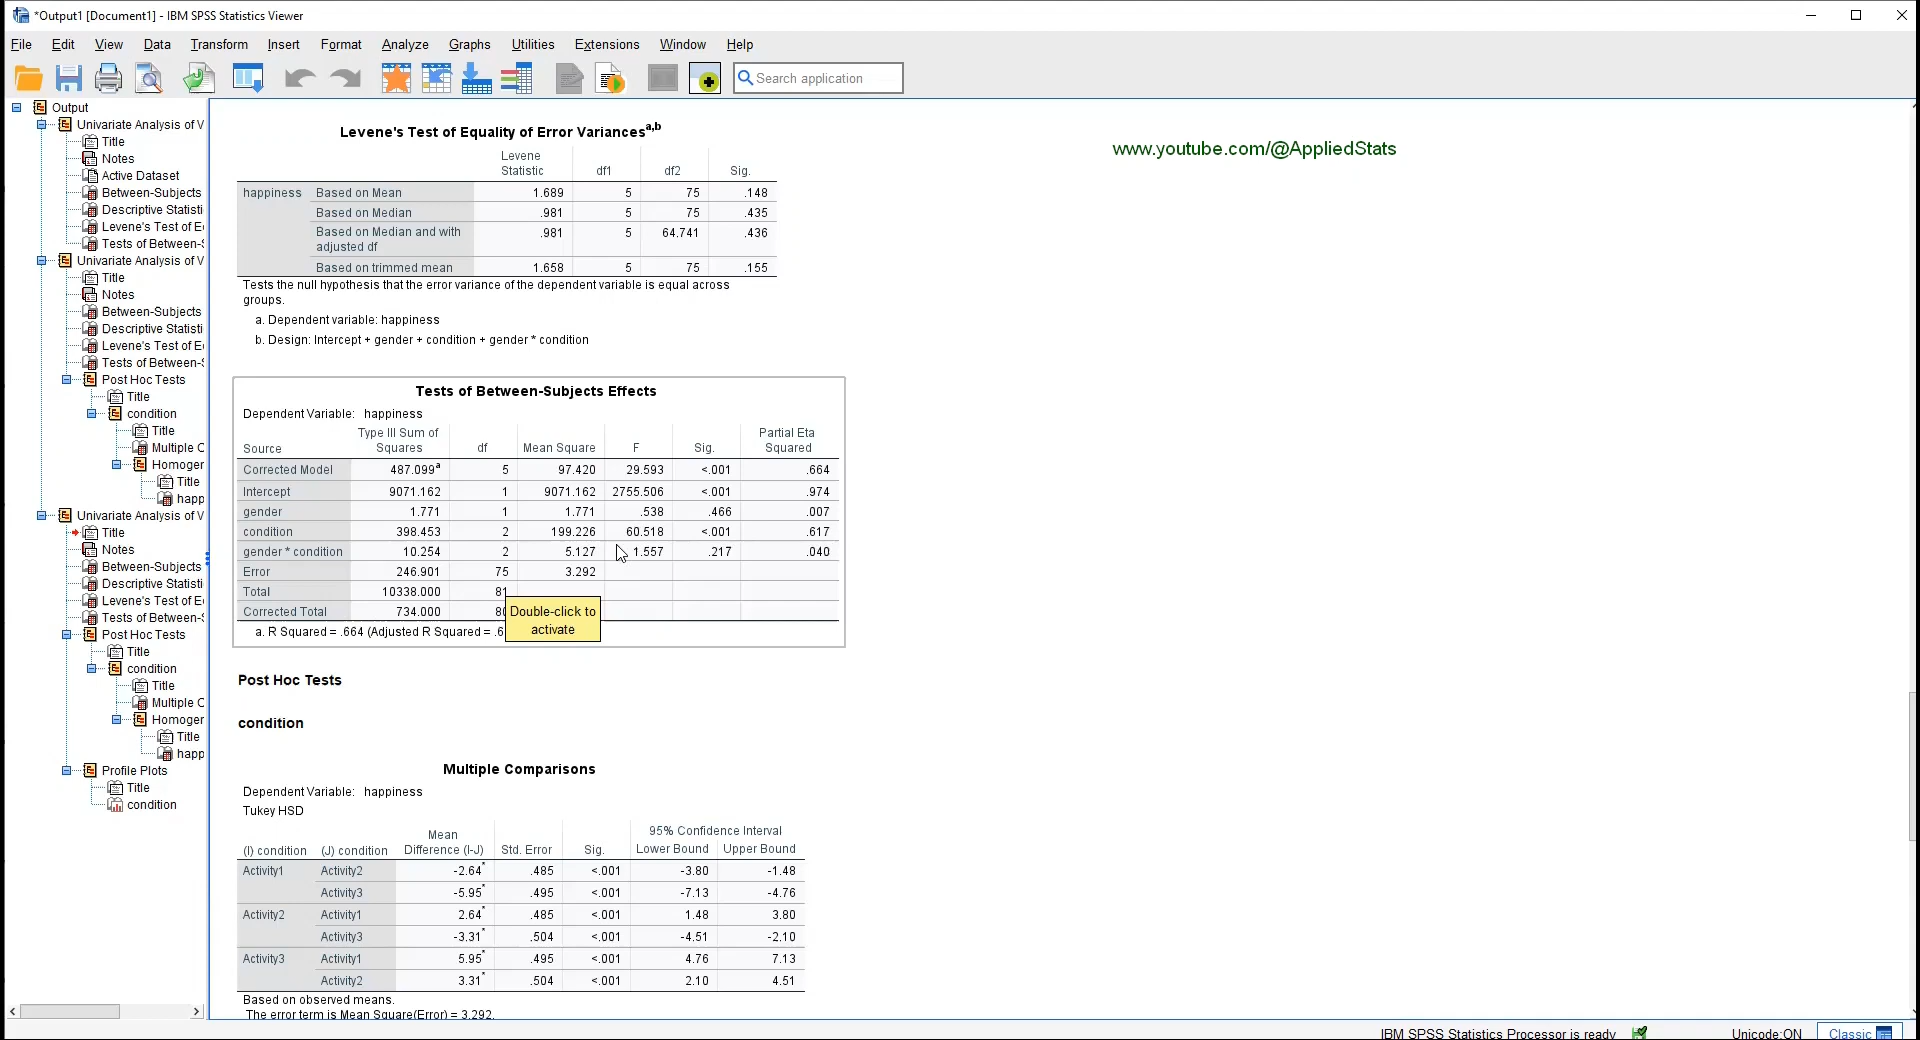 *Output1 [Document1] - IBM SPSS Statistics Viewer
File Edit View Data Transform Insert Format Analyze Graphs Utilities Extensions Window Help
Search application
Output
Univariate Analysis of V
Title
Notes
Active Dataset
Between-Subjects
Descriptive Statisti
Levene's Test of E
Tests of Between-S
Univariate Analysis of V
Title
Notes
Between-Subjects
Descriptive Statisti
Levene's Test of E
Tests of Between-S
Post Hoc Tests
Title
condition
Title
Multiple C
Homogen
Title
happ
Univariate Analysis of V
Title
Notes
Between-Subjects
Descriptive Statisti
Levene's Test of E
Tests of Between-S
Post Hoc Tests
Title
condition
Title
Multiple C
Homogen
Title
happ
Profile Plots
Title
condition
www.youtube.com/@AppliedStats
Levene's Test of Equality of Error Variancesa,b
Levene Statistic df1 df2 Sig.
happiness Based on Mean 1.689 5 75 .148
Based on Median .981 5 75 .435
Based on Median and with adjusted df .981 5 64.741 .436
Based on trimmed mean 1.658 5 75 .155
Tests the null hypothesis that the error variance of the dependent variable is equal across
groups.
a. Dependent variable: happiness
b. Design: Intercept + gender + condition + gender * condition
Tests of Between-Subjects Effects
Dependent Variable: happiness
Source Type III Sum of Squares df Mean Square F Sig. Partial Eta Squared
Corrected Model 487.099a 5 97.420 29.593 <.001 .664
Intercept 9071.162 1 9071.162 2755.506 <.001 .974
gender 1.771 1 1.771 .538 .466 .007
condition 398.453 2 199.226 60.518 <.001 .617
gender * condition 10.254 2 5.127 1.557 .217 .040
Error 246.901 75 3.292
Total 10338.000 81
Corrected Total 734.000 80
a. R Squared = .664 (Adjusted R Squared = .6
Double-click to
activate
Post Hoc Tests
condition
Multiple Comparisons
Dependent Variable: happiness
Tukey HSD
95% Confidence Interval
(I) condition (J) condition Mean Difference (I-J) Std. Error Sig. Lower Bound Upper Bound
Activity1 Activity2 -2.64* .485 <.001 -3.80 -1.48
Activity3 -5.95* .495 <.001 -7.13 -4.76
Activity2 Activity1 2.64* .485 <.001 1.48 3.80
Activity3 -3.31* .504 <.001 -4.51 -2.10
Activity3 Activity1 5.95* .495 <.001 4.76 7.13
Activity2 3.31* .504 <.001 2.10 4.51
Based on observed means.
The error term is Mean Square(Error) = 3.292.
IBM SPSS Statistics Processor is ready Unicode:ON Classic